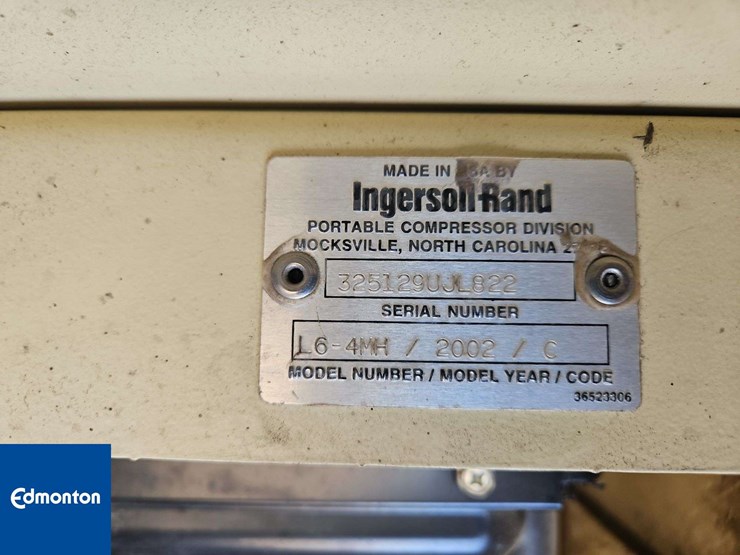 MADE IN USA BY
Ingersoll-Rand
PORTABLE COMPRESSOR DIVISION
MOCKSVILLE, NORTH CAROLINA
325129UJL822
SERIAL NUMBER
L6-4MH / 2002 / C
MODEL NUMBER / MODEL YEAR / CODE
36523306
Edmonton